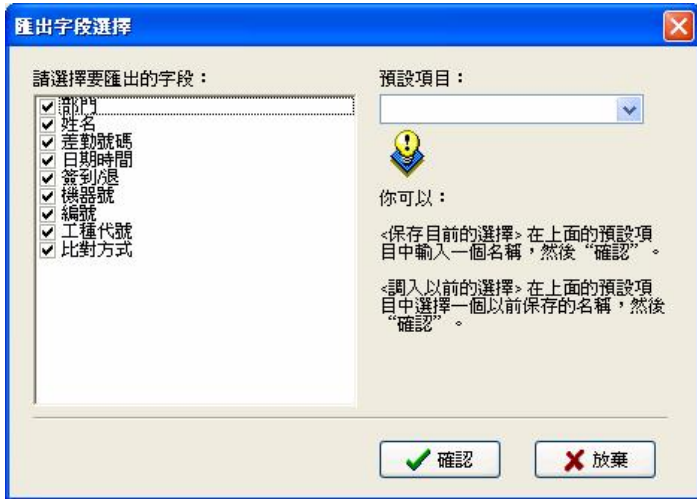 匯出字段選擇
請選擇要匯出的字段：
部門
姓名
差勤號碼
日期時間
簽到/退
機器號
編號
工種代號
比對方式
預設項目：
你可以：
<保存目前的選擇> 在上面的預設項
目中輸入一個名稱，然後“確認”。
<調入以前的選擇> 在上面的預設項
目中選擇一個以前保存的名稱，然後
“確認” 。
確認
放棄